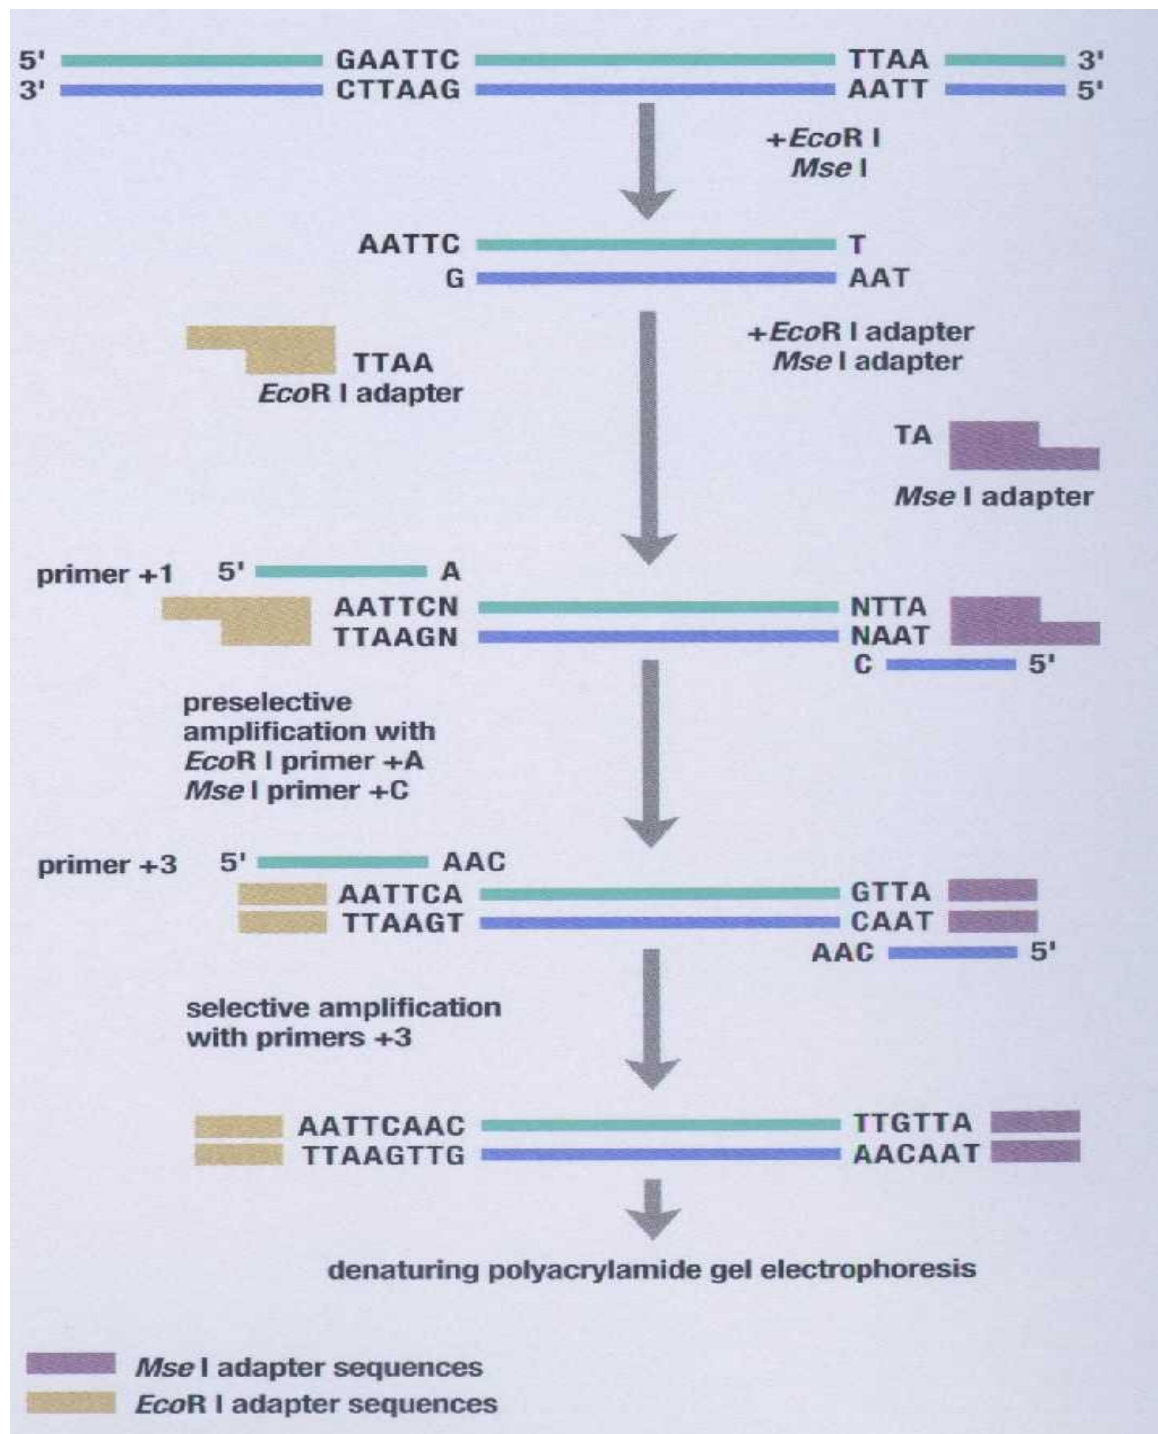 5' GAATTC TTAA 3'
3' CTTAAG AATT 5'
+EcoR I
Mse I
AATTC T
G AAT
+EcoR I adapter
Mse I adapter
TTAA
EcoR I adapter
TA
Mse I adapter
primer +1 5' A
AATTCN NTTA
TTAAGN NAAT
C 5'
preselective
amplification with
EcoR I primer +A
Mse I primer +C
primer +3 5' AAC
AATTCA GTTA
TTAAGT CAAT
AAC 5'
selective amplification
with primers +3
AATTCAAC TTGTTA
TTAAGTTG AACAAT
denaturing polyacrylamide gel electrophoresis
Mse I adapter sequences
EcoR I adapter sequences